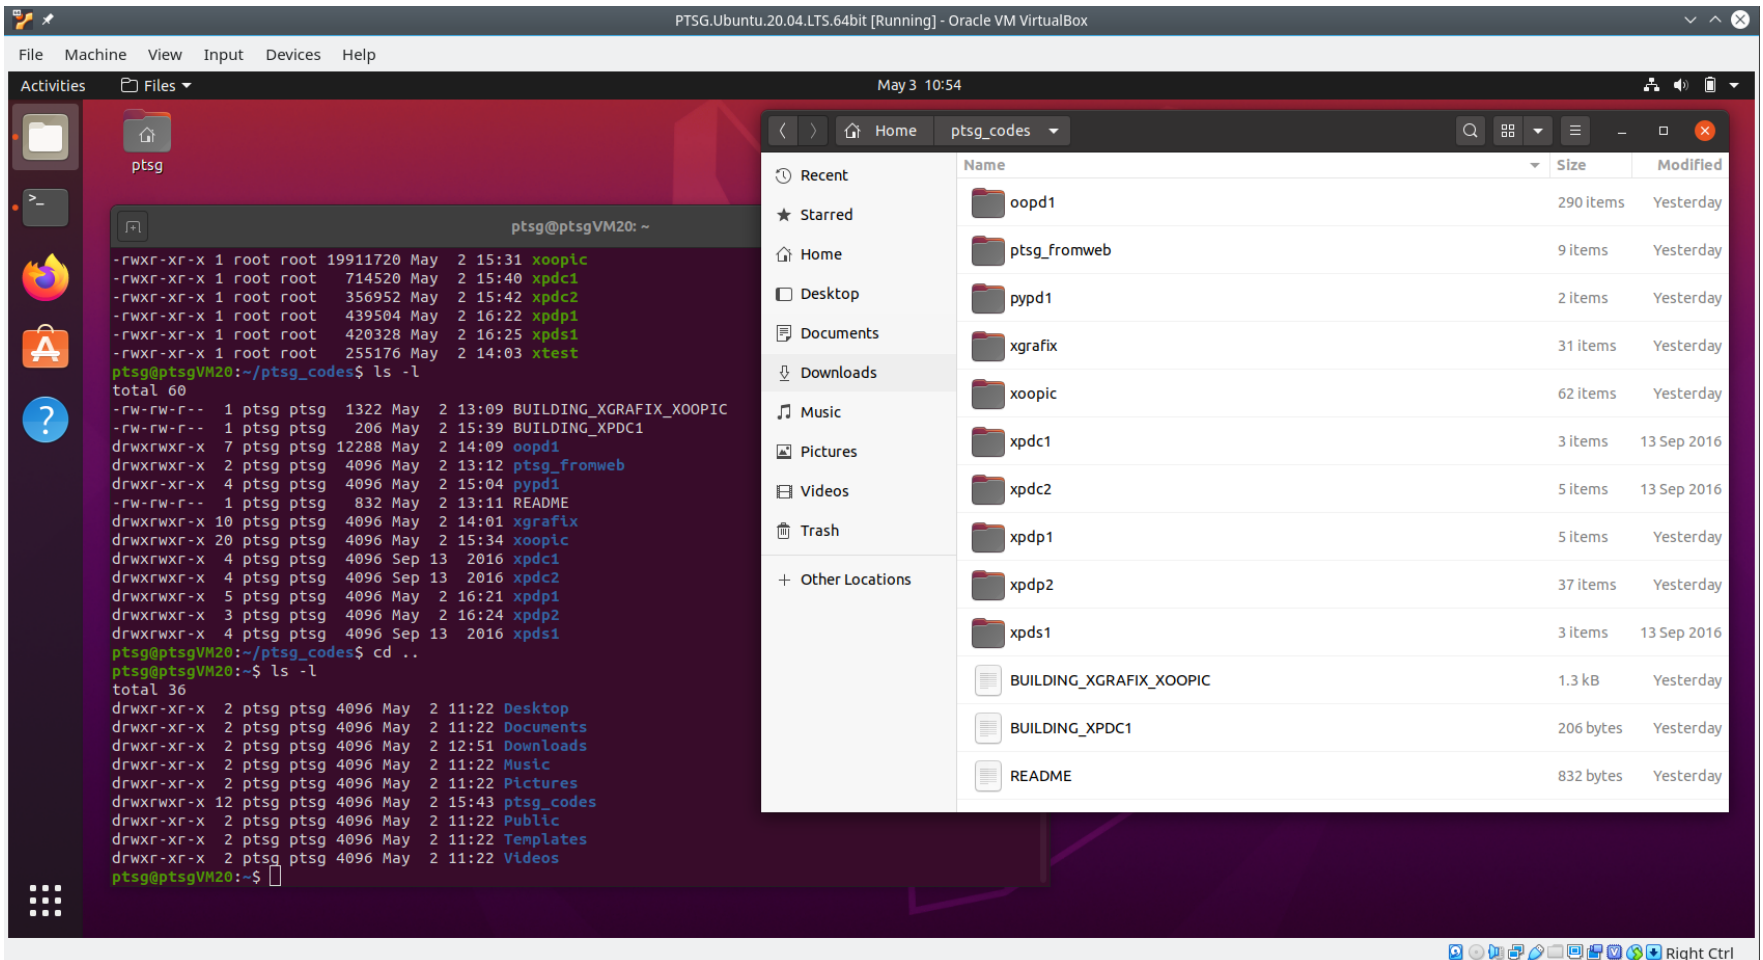 PTSG.Ubuntu.20.04.LTS.64bit [Running] - Oracle VM VirtualBox
File Machine View Input Devices Help
Activities Files May 3 10:54
ptsg
ptsg@ptsgVM20: ~
-rwxr-xr-x 1 root root 19911720 May  2 15:31 xoopic
-rwxr-xr-x 1 root root   714520 May  2 15:40 xpdc1
-rwxr-xr-x 1 root root   356952 May  2 15:42 xpdc2
-rwxr-xr-x 1 root root   439504 May  2 16:22 xpdp1
-rwxr-xr-x 1 root root   420328 May  2 16:25 xpds1
-rwxr-xr-x 1 root root   255176 May  2 14:03 xtest
ptsg@ptsgVM20:~/ptsg_codes$ ls -l
total 60
-rw-rw-r--  1 ptsg ptsg  1322 May  2 13:09 BUILDING_XGRAFIX_XOOPIC
-rw-rw-r--  1 ptsg ptsg   206 May  2 15:39 BUILDING_XPDC1
drwxrwxr-x  7 ptsg ptsg 12288 May  2 14:09 oopd1
drwxrwxr-x  2 ptsg ptsg  4096 May  2 13:12 ptsg_fromweb
drwxr-xr-x  4 ptsg ptsg  4096 May  2 15:04 pypd1
-rw-rw-r--  1 ptsg ptsg   832 May  2 13:11 README
drwxrwxr-x 10 ptsg ptsg  4096 May  2 14:01 xgrafix
drwxrwxr-x 20 ptsg ptsg  4096 May  2 15:34 xoopic
drwxrwxr-x  4 ptsg ptsg  4096 Sep 13  2016 xpdc1
drwxrwxr-x  4 ptsg ptsg  4096 Sep 13  2016 xpdc2
drwxrwxr-x  5 ptsg ptsg  4096 May  2 16:21 xpdp1
drwxrwxr-x  3 ptsg ptsg  4096 May  2 16:24 xpdp2
drwxrwxr-x  4 ptsg ptsg  4096 Sep 13  2016 xpds1
ptsg@ptsgVM20:~/ptsg_codes$ cd ..
ptsg@ptsgVM20:~$ ls -l
total 36
drwxr-xr-x  2 ptsg ptsg 4096 May  2 11:22 Desktop
drwxr-xr-x  2 ptsg ptsg 4096 May  2 11:22 Documents
drwxr-xr-x  2 ptsg ptsg 4096 May  2 12:51 Downloads
drwxr-xr-x  2 ptsg ptsg 4096 May  2 11:22 Music
drwxr-xr-x  2 ptsg ptsg 4096 May  2 11:22 Pictures
drwxrwxr-x 12 ptsg ptsg 4096 May  2 15:43 ptsg_codes
drwxr-xr-x  2 ptsg ptsg 4096 May  2 11:22 Public
drwxr-xr-x  2 ptsg ptsg 4096 May  2 11:22 Templates
drwxr-xr-x  2 ptsg ptsg 4096 May  2 11:22 Videos
ptsg@ptsgVM20:~$
Home ptsg_codes
Recent
Starred
Home
Desktop
Documents
Downloads
Music
Pictures
Videos
Trash
+ Other Locations
Name Size Modified
oopd1 290 items Yesterday
ptsg_fromweb 9 items Yesterday
pypd1 2 items Yesterday
xgrafix 31 items Yesterday
xoopic 62 items Yesterday
xpdc1 3 items 13 Sep 2016
xpdc2 5 items 13 Sep 2016
xpdp1 5 items Yesterday
xpdp2 37 items Yesterday
xpds1 3 items 13 Sep 2016
BUILDING_XGRAFIX_XOOPIC 1.3 kB Yesterday
BUILDING_XPDC1 206 bytes Yesterday
README 832 bytes Yesterday
Right Ctrl